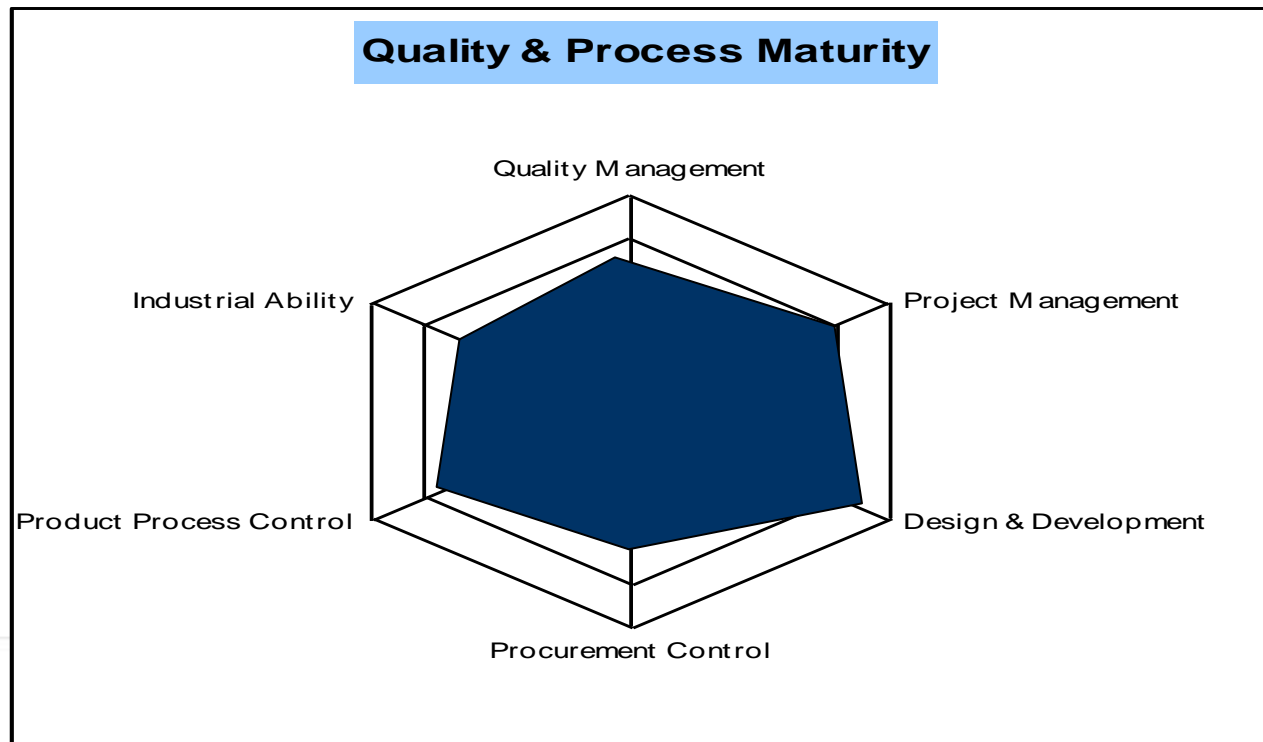 Quality & Process Maturity
Quality Management
Industrial Ability
Project Management
Product Process Control
Design & Development
Procurement Control